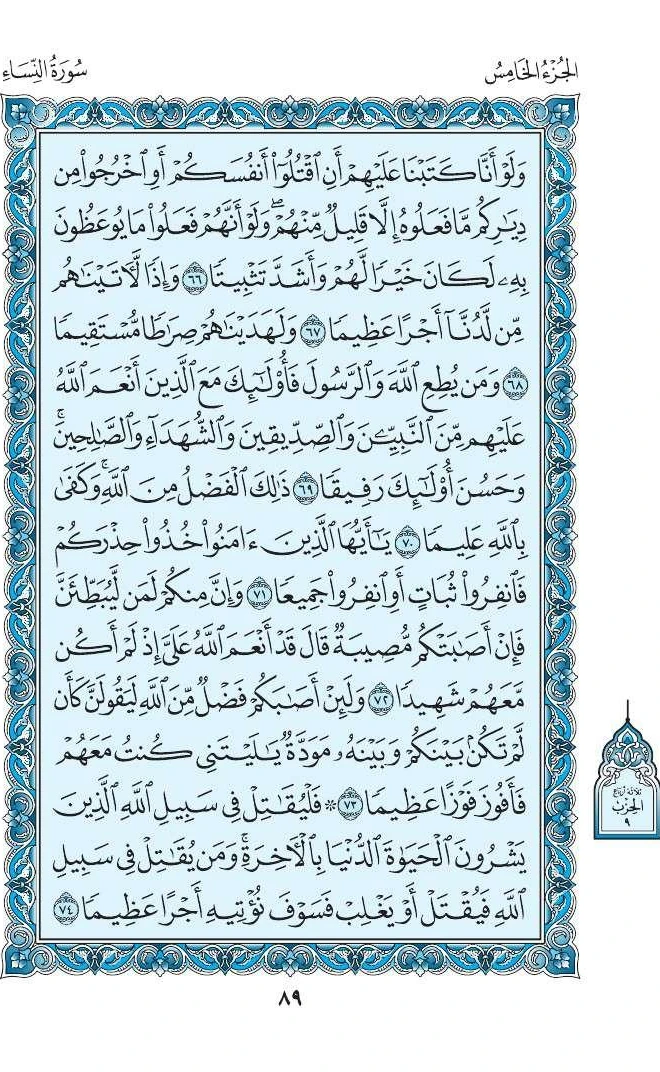 الجُزْءُ الخَامِسُ
سُورَةُ النِّسَاءِ
وَلَوْ أَنَّا كَتَبْنَا عَلَيْهِمْ أَنِ ٱقْتُلُوٓا۟ أَنفُسَكُمْ أَوِ ٱخْرُجُوا۟ مِن
دِيَـٰرِكُم مَّا فَعَلُوهُ إِلَّا قَلِيلٌ مِّنْهُمْ ۖ وَلَوْ أَنَّهُمْ فَعَلُوا۟ مَا يُوعَظُونَ
بِهِۦ لَكَانَ خَيْرًا لَّهُمْ وَأَشَدَّ تَثْبِيتًا ٦٦ وَإِذًا لَّـَٔاتَيْنَـٰهُم
مِّن لَّدُنَّآ أَجْرًا عَظِيمًا ٦٧ وَلَهَدَيْنَـٰهُمْ صِرَٰطًا مُّسْتَقِيمًا
٦٨ وَمَن يُطِعِ ٱللَّهَ وَٱلرَّسُولَ فَأُو۟لَـٰٓئِكَ مَعَ ٱلَّذِينَ أَنْعَمَ ٱللَّهُ
عَلَيْهِم مِّنَ ٱلنَّبِيِّـۧنَ وَٱلصِّدِّيقِينَ وَٱلشُّهَدَآءِ وَٱلصَّـٰلِحِينَ ۚ
وَحَسُنَ أُو۟لَـٰٓئِكَ رَفِيقًا ٦٩ ذَٰلِكَ ٱلْفَضْلُ مِنَ ٱللَّهِ ۚ وَكَفَىٰ
بِٱللَّهِ عَلِيمًا ٧٠ يَـٰٓأَيُّهَا ٱلَّذِينَ ءَامَنُوا۟ خُذُوا۟ حِذْرَكُمْ
فَٱنفِرُوا۟ ثُبَاتٍ أَوِ ٱنفِرُوا۟ جَمِيعًا ٧١ وَإِنَّ مِنكُمْ لَمَن لَّيُبَطِّئَنَّ
فَإِنْ أَصَـٰبَتْكُم مُّصِيبَةٌ قَالَ قَدْ أَنْعَمَ ٱللَّهُ عَلَىَّ إِذْ لَمْ أَكُن
مَّعَهُمْ شَهِيدًا ٧٢ وَلَئِنْ أَصَـٰبَكُمْ فَضْلٌ مِّنَ ٱللَّهِ لَيَقُولَنَّ كَأَن
لَّمْ تَكُنۢ بَيْنَكُمْ وَبَيْنَهُۥ مَوَدَّةٌ يَـٰلَيْتَنِى كُنتُ مَعَهُمْ
فَأَفُوزَ فَوْزًا عَظِيمًا ٧٣ ۞ فَلْيُقَـٰتِلْ فِى سَبِيلِ ٱللَّهِ ٱلَّذِينَ
يَشْرُونَ ٱلْحَيَوٰةَ ٱلدُّنْيَا بِٱلْـَٔاخِرَةِ ۚ وَمَن يُقَـٰتِلْ فِى سَبِيلِ
ٱللَّهِ فَيُقْتَلْ أَوْ يَغْلِبْ فَسَوْفَ نُؤْتِيهِ أَجْرًا عَظِيمًا ٧٤
ثلاثة أرباع
الحزب
٩
٨٩